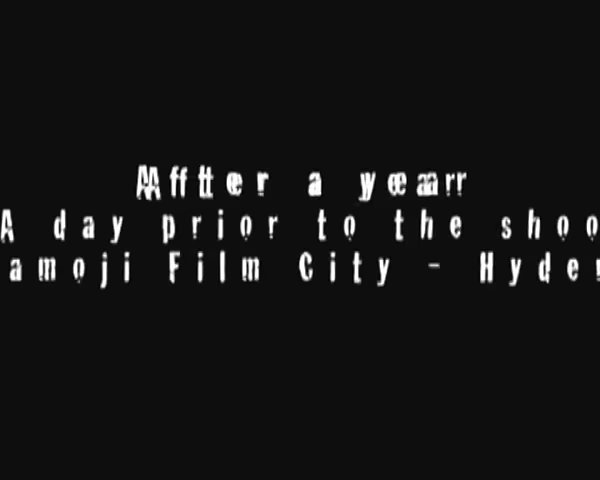 After a year
A day prior to the shoo
amoji Film City - Hyde